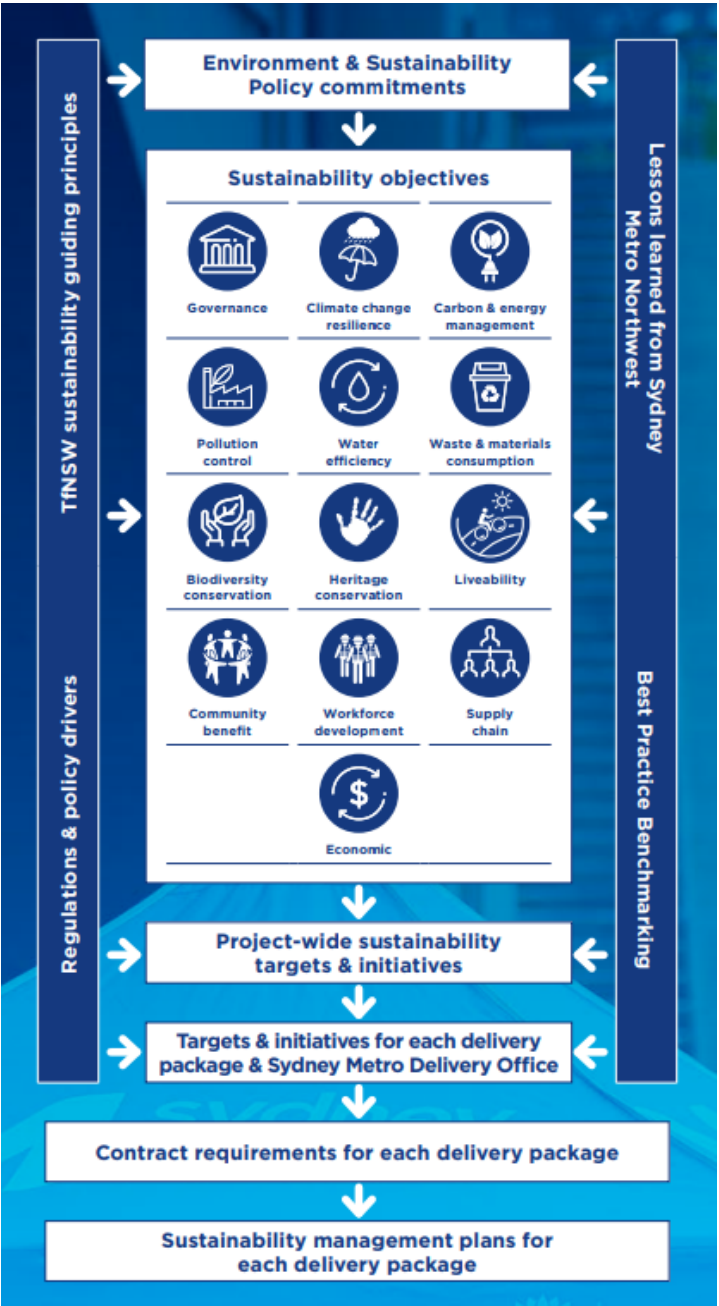 Environment & Sustainability
Policy commitments
TfNSW sustainability guiding principles
Regulations & policy drivers
Lessons learned from Sydney
Metro Northwest
Best Practice Benchmarking
Sustainability objectives
Governance
Climate change
resilience
Carbon & energy
management
Pollution
control
Water
efficiency
Waste & materials
consumption
Biodiversity
conservation
Heritage
conservation
Liveability
Community
benefit
Workforce
development
Supply
chain
$
Economic
Project-wide sustainability
targets & initiatives
Targets & initiatives for each delivery
package & Sydney Metro Delivery Office
sydney
Contract requirements for each delivery package
Sustainability management plans for
each delivery package